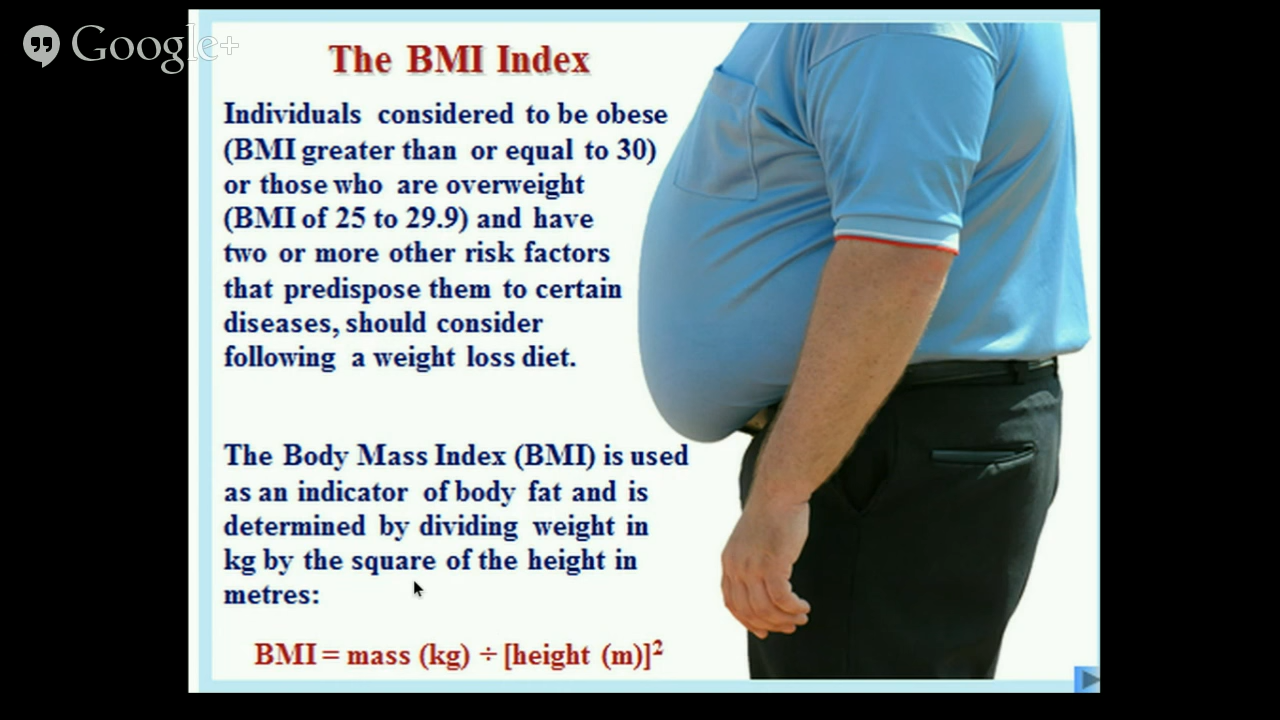 Google+
The BMI Index
Individuals considered to be obese
(BMI greater than or equal to 30)
or those who are overweight
(BMI of 25 to 29.9) and have
two or more other risk factors
that predispose them to certain
diseases, should consider
following a weight loss diet.
The Body Mass Index (BMI) is used
as an indicator of body fat and is
determined by dividing weight in
kg by the square of the height in
metres:
BMI = mass (kg) ÷ [height (m)]²